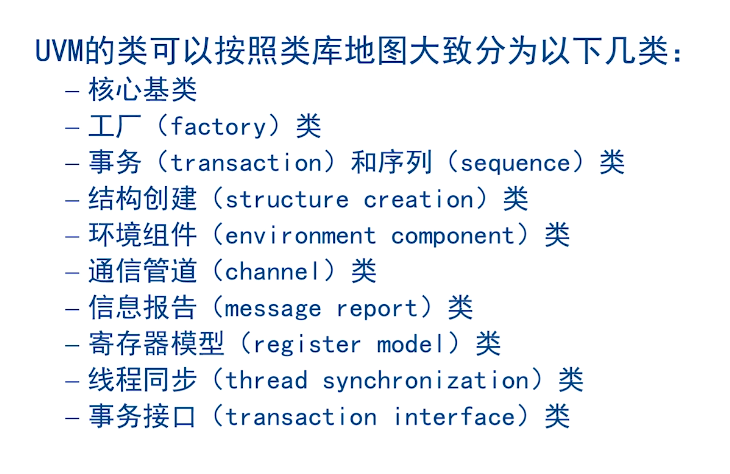 UVM的类可以按照类库地图大致分为以下几类：
– 核心基类
– 工厂（factory）类
– 事务（transaction）和序列（sequence）类
– 结构创建（structure creation）类
– 环境组件（environment component）类
– 通信管道（channel）类
– 信息报告（message report）类
– 寄存器模型（register model）类
– 线程同步（thread synchronization）类
– 事务接口（transaction interface）类